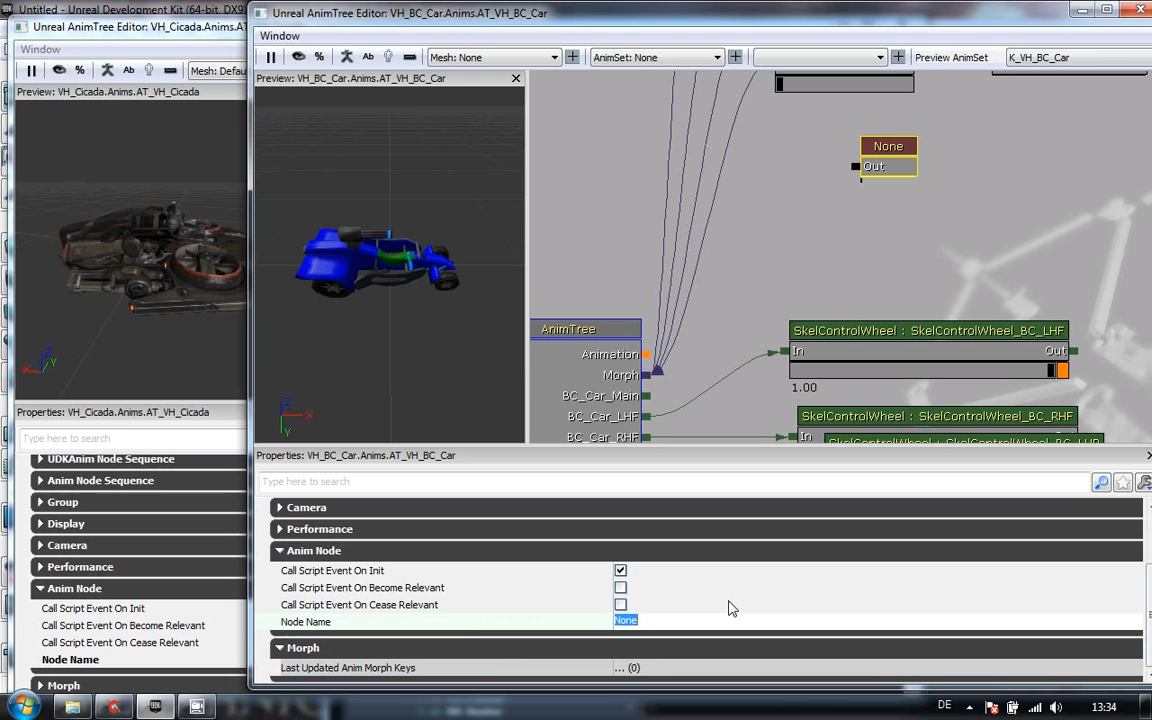 Untitled - Unreal Development Kit (64-bit, DX9)
Unreal AnimTree Editor: VH_Cicada.Anims.AT_VH_Cicada
Window
Mesh: Defau
Preview: VH_Cicada.Anims.AT_VH_Cicada
Z
Y
X
Properties: VH_Cicada.Anims.AT_VH_Cicada
Type here to search
UDKAnim Node Sequence
Anim Node Sequence
Group
Display
Camera
Performance
Anim Node
Call Script Event On Init
Call Script Event On Become Relevant
Call Script Event On Cease Relevant
Node Name
Morph
Unreal AnimTree Editor: VH_BC_Car.Anims.AT_VH_BC_Car
Window
Ab
Mesh: None
AnimSet: None
Preview AnimSet
K_VH_BC_Car
Preview: VH_BC_Car.Anims.AT_VH_BC_Car
Z
X
Y
None
Out
AnimTree
Animation
Morph
BC_Car_Main
BC_Car_LHF
BC_Car_RHF
SkelControlWheel : SkelControlWheel_BC_LHF
In
Out
1.00
SkelControlWheel : SkelControlWheel_BC_RHF
In
SkelControlWheel : SkelControlWheel_BC_LHB
Properties: VH_BC_Car.Anims.AT_VH_BC_Car
Type here to search
Camera
Performance
Anim Node
Call Script Event On Init
Call Script Event On Become Relevant
Call Script Event On Cease Relevant
Node Name
None
Morph
Last Updated Anim Morph Keys
... (0)
DE
13:34